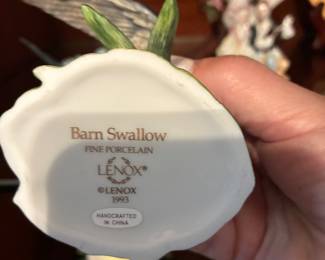 Barn Swallow
FINE PORCELAIN
LENOX®
©LENOX
1993
HANDCRAFTED
IN CHINA